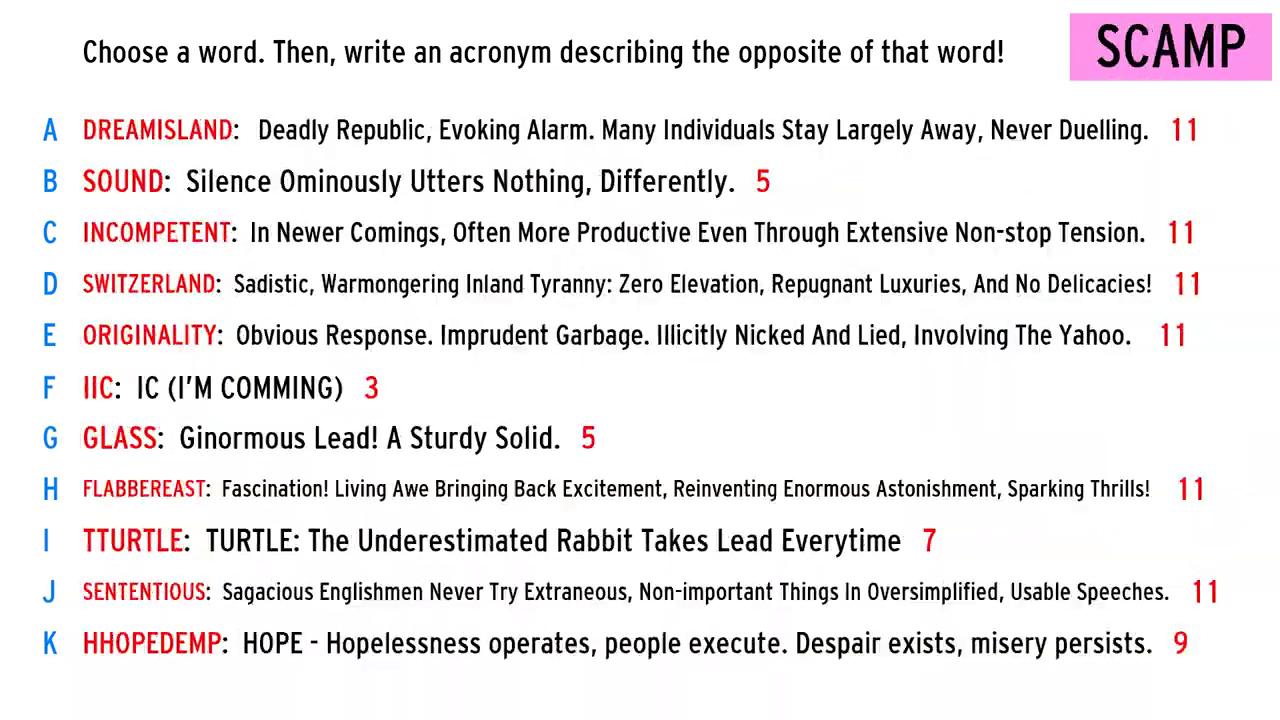 Choose a word. Then, write an acronym describing the opposite of that word!
SCAMP
A DREAMISLAND: Deadly Republic, Evoking Alarm. Many Individuals Stay Largely Away, Never Duelling. 11
B SOUND: Silence Ominously Utters Nothing, Differently. 5
C INCOMPETENT: In Newer Comings, Often More Productive Even Through Extensive Non-stop Tension. 11
D SWITZERLAND: Sadistic, Warmongering Inland Tyranny: Zero Elevation, Repugnant Luxuries, And No Delicacies! 11
E ORIGINALITY: Obvious Response. Imprudent Garbage. Illicitly Nicked And Lied, Involving The Yahoo. 11
F IIC: IC (I'M COMMING) 3
G GLASS: Ginormous Lead! A Sturdy Solid. 5
H FLABBEREAST: Fascination! Living Awe Bringing Back Excitement, Reinventing Enormous Astonishment, Sparking Thrills! 11
I TTURTLE: TURTLE: The Underestimated Rabbit Takes Lead Everytime 7
J SENTENTIOUS: Sagacious Englishmen Never Try Extraneous, Non-important Things In Oversimplified, Usable Speeches. 11
K HHOPEDEMP: HOPE - Hopelessness operates, people execute. Despair exists, misery persists. 9